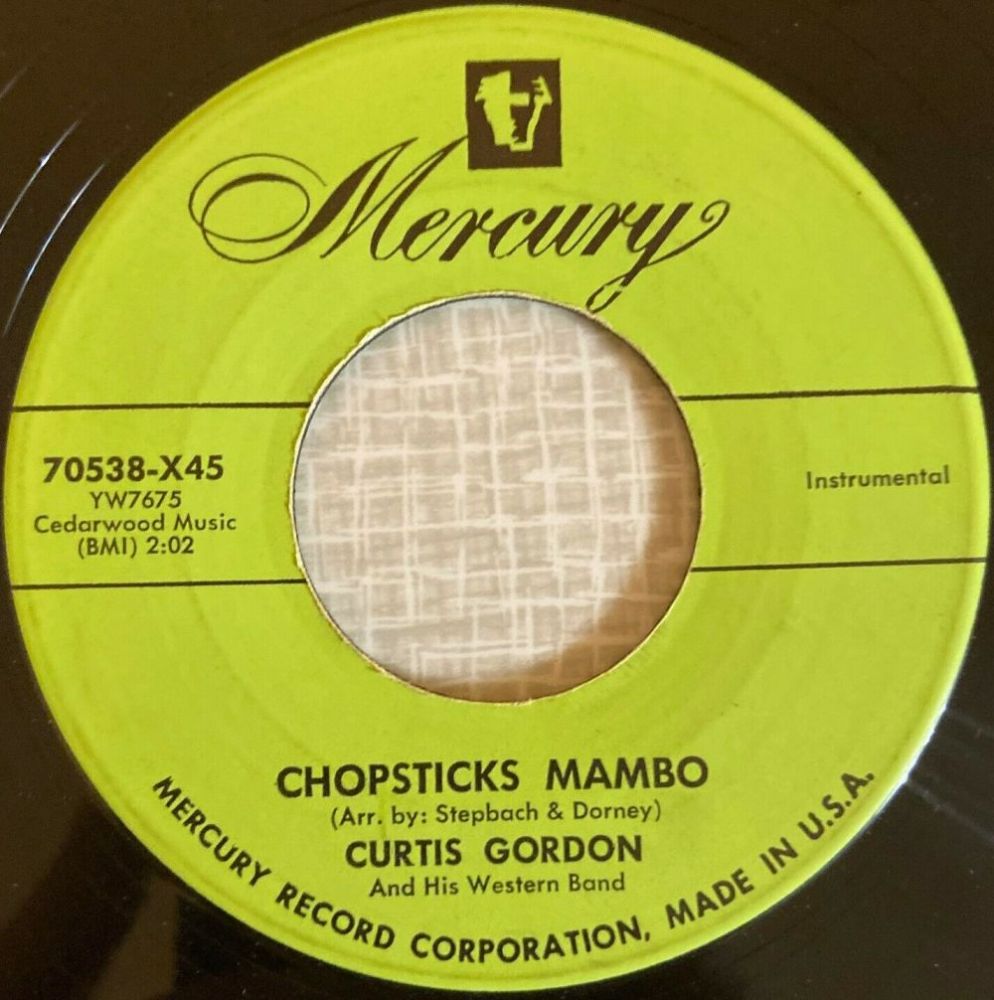 Mercury
70538-X45
YW7675
Cedarwood Music
(BMI) 2:02
Instrumental
CHOPSTICKS MAMBO
(Arr. by: Stepbach & Dorney)
CURTIS GORDON
And His Western Band
MERCURY RECORD CORPORATION, MADE IN U.S.A.